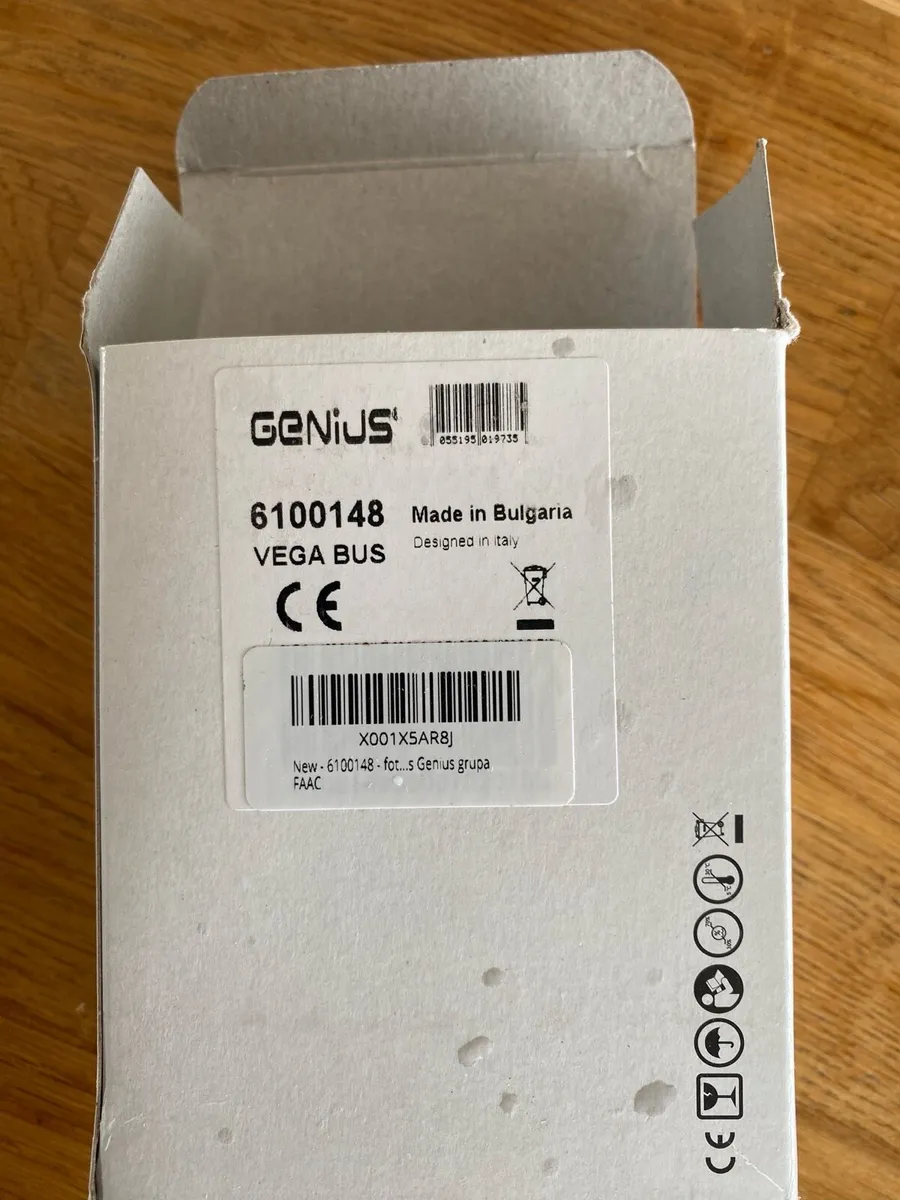 GENiUS
055195 019735
6100148
Made in Bulgaria
VEGA BUS
Designed in Italy
CE
X001X5AR8J
New - 6100148 - fot...s Genius grupa
FAAC
CE